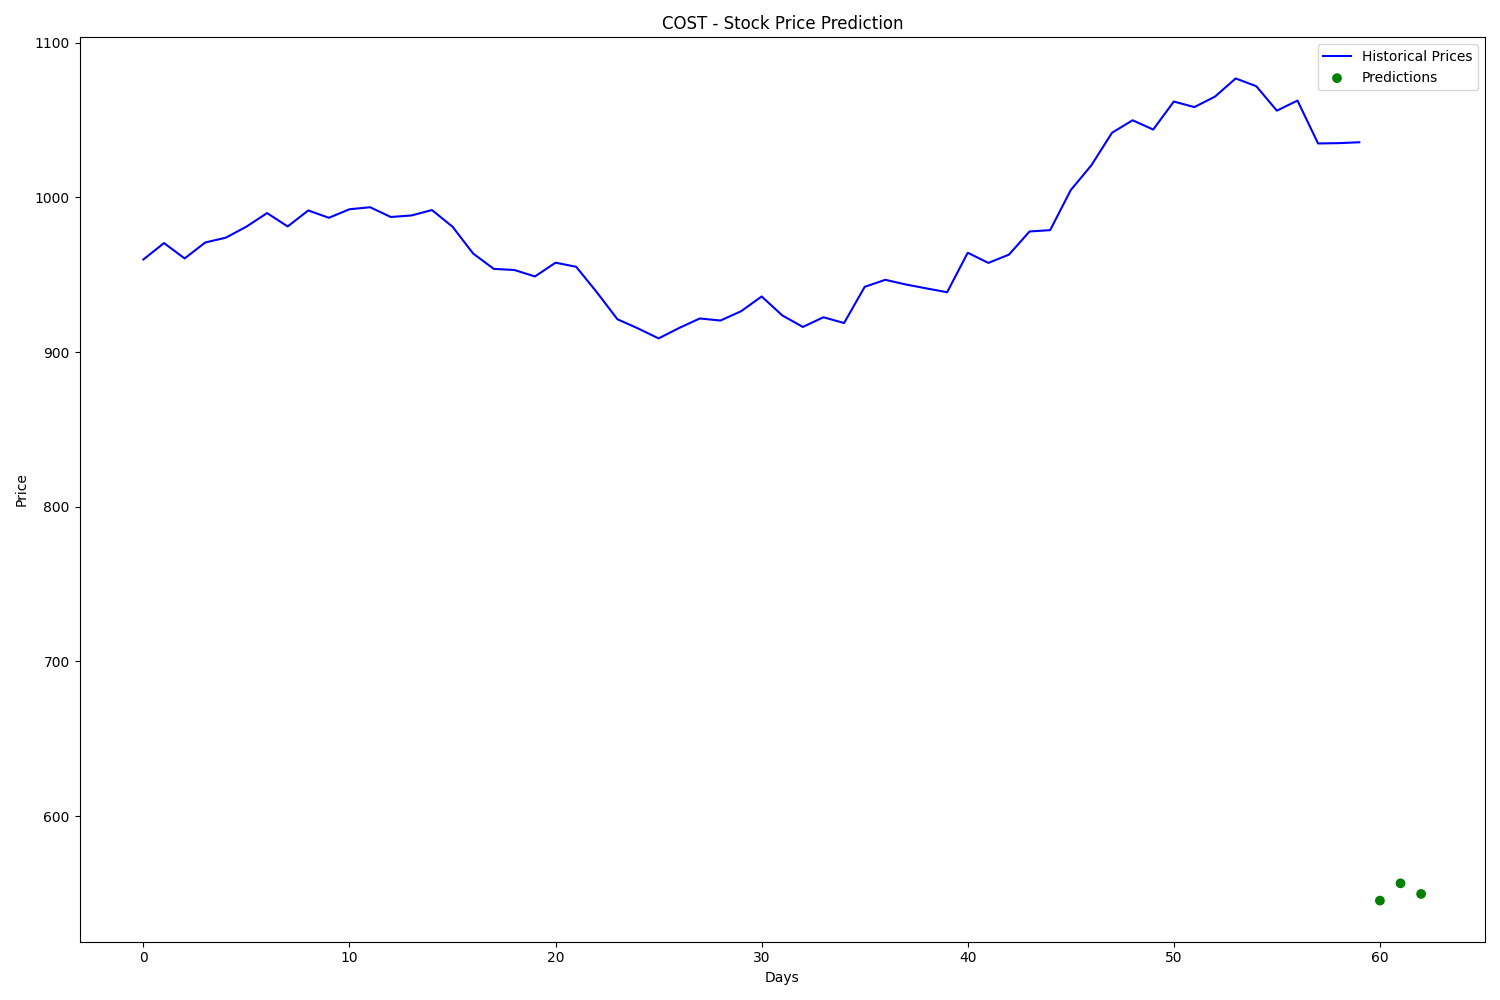 COST - Stock Price Prediction
Historical Prices
Predictions
1100
1000
900
800
700
600
Price
0 10 20 30 40 50 60
Days